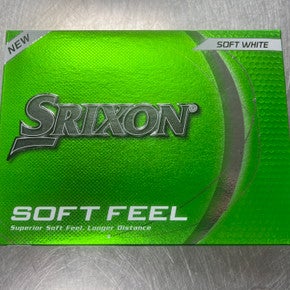 NEW
SOFT WHITE
SRIXON®
SOFT FEEL
Superior Soft Feel, Longer Distance